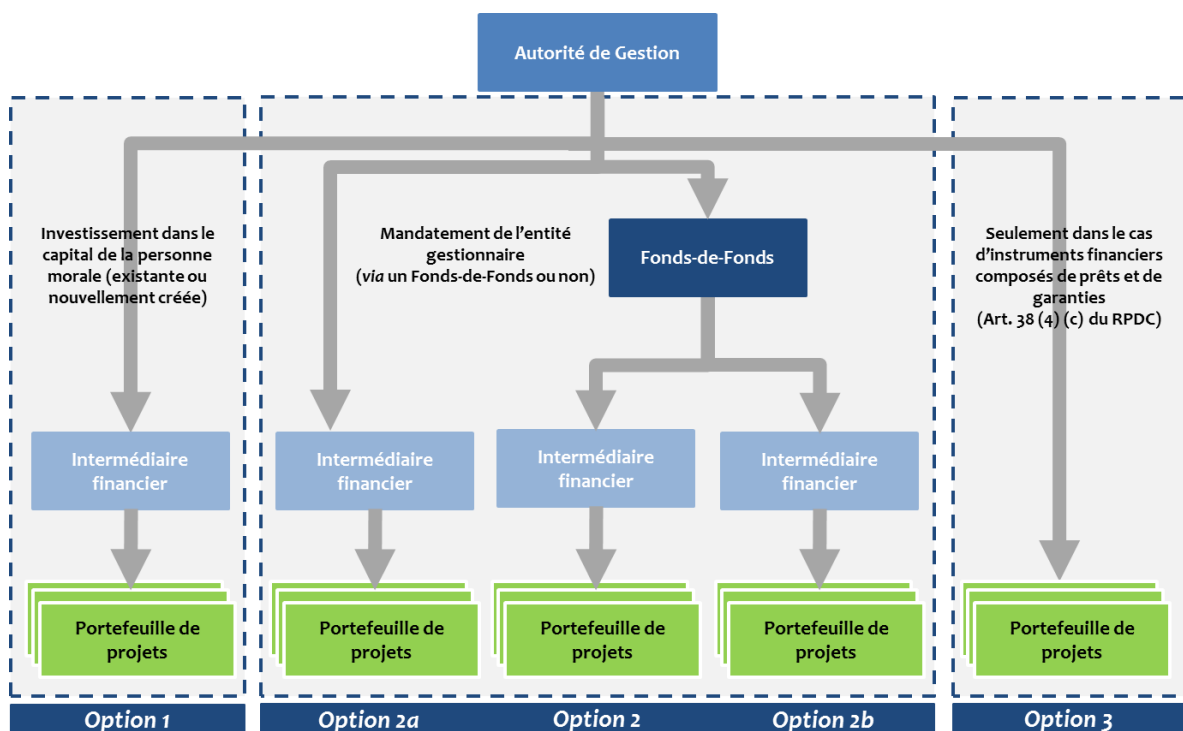 Autorité de Gestion
Investissement dans le
capital de la personne
morale (existante ou
nouvellement créée)
Mandatement de l’entité
gestionnaire
(via un Fonds-de-Fonds ou non)
Fonds-de-Fonds
Seulement dans le cas
d’instruments financiers
composés de prêts et de
garanties
(Art. 38 (4) (c) du RPDC)
Intermédiaire
financier
Intermédiaire
financier
Intermédiaire
financier
Intermédiaire
financier
Portefeuille de
projets
Portefeuille de
projets
Portefeuille de
projets
Portefeuille de
projets
Portefeuille de
projets
Option 1
Option 2a
Option 2
Option 2b
Option 3